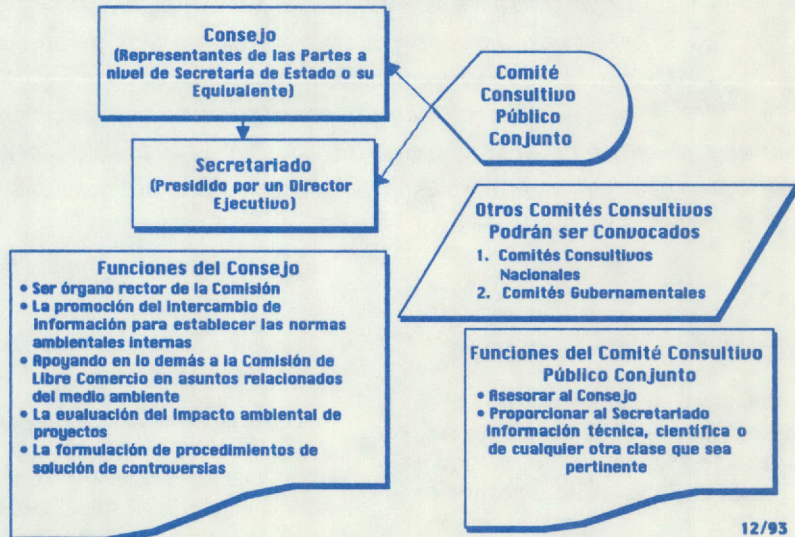 Consejo
(Representantes de las Partes a
nivel de Secretaría de Estado o su
Equivalente)
Comité
Consultivo
Público
Conjunto
Secretariado
(Presidido por un Director
Ejecutivo)
Otros Comités Consultivos
Podrán ser Convocados
1. Comités Consultivos
Nacionales
2. Comités Gubernamentales
Funciones del Consejo
• Ser órgano rector de la Comisión
• La promoción del intercambio de
información para establecer las normas
ambientales internas
• Apoyando en lo demás a la Comisión de
Libre Comercio en asuntos relacionados
del medio ambiente
• La evaluación del impacto ambiental de
proyectos
• La formulación de procedimientos de
solución de controversias
Funciones del Comité Consultivo
Público Conjunto
• Asesorar al Consejo
• Proporcionar al Secretariado
información técnica, científica o
de cualquier otra clase que sea
pertinente
12/93